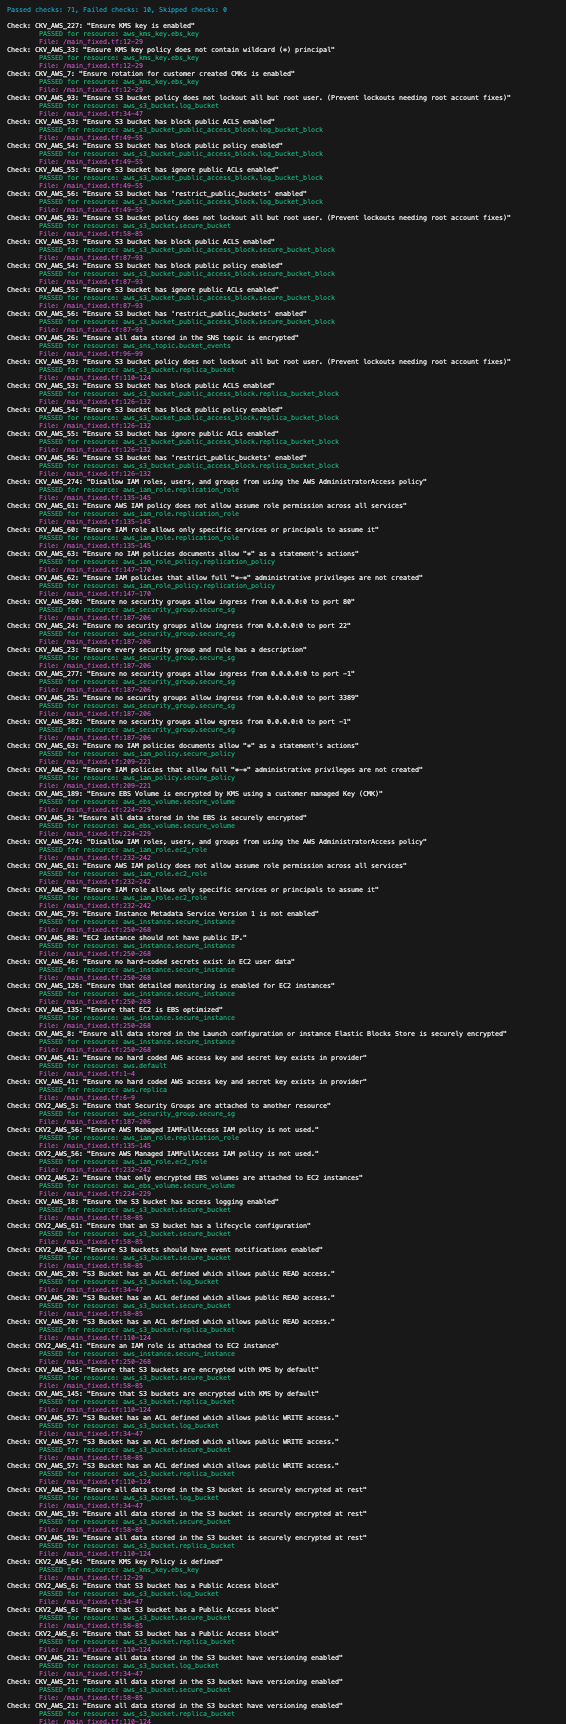 Passed checks: 71, Failed checks: 10, Skipped checks: 0
Check: CKV_AWS_227: "Ensure KMS key is enabled"
PASSED for resource: aws_kms_key.ebs_key
File: /main_fixed.tf:12-29
Check: CKV_AWS_33: "Ensure KMS key policy does not contain wildcard (*) principal"
PASSED for resource: aws_kms_key.ebs_key
File: /main_fixed.tf:12-29
Check: CKV_AWS_7: "Ensure rotation for customer created CMKs is enabled"
PASSED for resource: aws_kms_key.ebs_key
File: /main_fixed.tf:12-29
Check: CKV_AWS_93: "Ensure S3 bucket policy does not lockout all but root user. (Prevent lockouts needing root account fixes)"
PASSED for resource: aws_s3_bucket.log_bucket
File: /main_fixed.tf:34-47
Check: CKV_AWS_53: "Ensure S3 bucket has block public ACLS enabled"
PASSED for resource: aws_s3_bucket_public_access_block.log_bucket_block
File: /main_fixed.tf:49-55
Check: CKV_AWS_54: "Ensure S3 bucket has block public policy enabled"
PASSED for resource: aws_s3_bucket_public_access_block.log_bucket_block
File: /main_fixed.tf:49-55
Check: CKV_AWS_55: "Ensure S3 bucket has ignore public ACLs enabled"
PASSED for resource: aws_s3_bucket_public_access_block.log_bucket_block
File: /main_fixed.tf:49-55
Check: CKV_AWS_56: "Ensure S3 bucket has 'restrict_public_buckets' enabled"
PASSED for resource: aws_s3_bucket_public_access_block.log_bucket_block
File: /main_fixed.tf:49-55
Check: CKV_AWS_93: "Ensure S3 bucket policy does not lockout all but root user. (Prevent lockouts needing root account fixes)"
PASSED for resource: aws_s3_bucket.secure_bucket
File: /main_fixed.tf:58-85
Check: CKV_AWS_53: "Ensure S3 bucket has block public ACLS enabled"
PASSED for resource: aws_s3_bucket_public_access_block.secure_bucket_block
File: /main_fixed.tf:87-93
Check: CKV_AWS_54: "Ensure S3 bucket has block public policy enabled"
PASSED for resource: aws_s3_bucket_public_access_block.secure_bucket_block
File: /main_fixed.tf:87-93
Check: CKV_AWS_55: "Ensure S3 bucket has ignore public ACLs enabled"
PASSED for resource: aws_s3_bucket_public_access_block.secure_bucket_block
File: /main_fixed.tf:87-93
Check: CKV_AWS_56: "Ensure S3 bucket has 'restrict_public_buckets' enabled"
PASSED for resource: aws_s3_bucket_public_access_block.secure_bucket_block
File: /main_fixed.tf:87-93
Check: CKV_AWS_26: "Ensure all data stored in the SNS topic is encrypted"
PASSED for resource: aws_sns_topic.bucket_events
File: /main_fixed.tf:96-99
Check: CKV_AWS_93: "Ensure S3 bucket policy does not lockout all but root user. (Prevent lockouts needing root account fixes)"
PASSED for resource: aws_s3_bucket.replica_bucket
File: /main_fixed.tf:110-124
Check: CKV_AWS_53: "Ensure S3 bucket has block public ACLS enabled"
PASSED for resource: aws_s3_bucket_public_access_block.replica_bucket_block
File: /main_fixed.tf:126-132
Check: CKV_AWS_54: "Ensure S3 bucket has block public policy enabled"
PASSED for resource: aws_s3_bucket_public_access_block.replica_bucket_block
File: /main_fixed.tf:126-132
Check: CKV_AWS_55: "Ensure S3 bucket has ignore public ACLs enabled"
PASSED for resource: aws_s3_bucket_public_access_block.replica_bucket_block
File: /main_fixed.tf:126-132
Check: CKV_AWS_56: "Ensure S3 bucket has 'restrict_public_buckets' enabled"
PASSED for resource: aws_s3_bucket_public_access_block.replica_bucket_block
File: /main_fixed.tf:126-132
Check: CKV_AWS_274: "Disallow IAM roles, users, and groups from using the AWS AdministratorAccess policy"
PASSED for resource: aws_iam_role.replication_role
File: /main_fixed.tf:135-145
Check: CKV_AWS_61: "Ensure AWS IAM policy does not allow assume role permission across all services"
PASSED for resource: aws_iam_role.replication_role
File: /main_fixed.tf:135-145
Check: CKV_AWS_60: "Ensure IAM role allows only specific services or principals to assume it"
PASSED for resource: aws_iam_role.replication_role
File: /main_fixed.tf:135-145
Check: CKV_AWS_63: "Ensure no IAM policies documents allow "*" as a statement's actions"
PASSED for resource: aws_iam_role_policy.replication_policy
File: /main_fixed.tf:147-170
Check: CKV_AWS_62: "Ensure IAM policies that allow full "*-*" administrative privileges are not created"
PASSED for resource: aws_iam_role_policy.replication_policy
File: /main_fixed.tf:147-170
Check: CKV_AWS_260: "Ensure no security groups allow ingress from 0.0.0.0:0 to port 80"
PASSED for resource: aws_security_group.secure_sg
File: /main_fixed.tf:187-206
Check: CKV_AWS_24: "Ensure no security groups allow ingress from 0.0.0.0:0 to port 22"
PASSED for resource: aws_security_group.secure_sg
File: /main_fixed.tf:187-206
Check: CKV_AWS_23: "Ensure every security group and rule has a description"
PASSED for resource: aws_security_group.secure_sg
File: /main_fixed.tf:187-206
Check: CKV_AWS_277: "Ensure no security groups allow ingress from 0.0.0.0:0 to port -1"
PASSED for resource: aws_security_group.secure_sg
File: /main_fixed.tf:187-206
Check: CKV_AWS_25: "Ensure no security groups allow ingress from 0.0.0.0:0 to port 3389"
PASSED for resource: aws_security_group.secure_sg
File: /main_fixed.tf:187-206
Check: CKV_AWS_382: "Ensure no security groups allow egress from 0.0.0.0:0 to port -1"
PASSED for resource: aws_security_group.secure_sg
File: /main_fixed.tf:187-206
Check: CKV_AWS_63: "Ensure no IAM policies documents allow "*" as a statement's actions"
PASSED for resource: aws_iam_policy.secure_policy
File: /main_fixed.tf:209-221
Check: CKV_AWS_62: "Ensure IAM policies that allow full "*-*" administrative privileges are not created"
PASSED for resource: aws_iam_policy.secure_policy
File: /main_fixed.tf:209-221
Check: CKV_AWS_189: "Ensure EBS Volume is encrypted by KMS using a customer managed Key (CMK)"
PASSED for resource: aws_ebs_volume.secure_volume
File: /main_fixed.tf:224-229
Check: CKV_AWS_3: "Ensure all data stored in the EBS is securely encrypted"
PASSED for resource: aws_ebs_volume.secure_volume
File: /main_fixed.tf:224-229
Check: CKV_AWS_274: "Disallow IAM roles, users, and groups from using the AWS AdministratorAccess policy"
PASSED for resource: aws_iam_role.ec2_role
File: /main_fixed.tf:232-242
Check: CKV_AWS_61: "Ensure AWS IAM policy does not allow assume role permission across all services"
PASSED for resource: aws_iam_role.ec2_role
File: /main_fixed.tf:232-242
Check: CKV_AWS_60: "Ensure IAM role allows only specific services or principals to assume it"
PASSED for resource: aws_iam_role.ec2_role
File: /main_fixed.tf:232-242
Check: CKV_AWS_79: "Ensure Instance Metadata Service Version 1 is not enabled"
PASSED for resource: aws_instance.secure_instance
File: /main_fixed.tf:250-268
Check: CKV_AWS_88: "EC2 instance should not have public IP."
PASSED for resource: aws_instance.secure_instance
File: /main_fixed.tf:250-268
Check: CKV_AWS_46: "Ensure no hard-coded secrets exist in EC2 user data"
PASSED for resource: aws_instance.secure_instance
File: /main_fixed.tf:250-268
Check: CKV_AWS_126: "Ensure that detailed monitoring is enabled for EC2 instances"
PASSED for resource: aws_instance.secure_instance
File: /main_fixed.tf:250-268
Check: CKV_AWS_135: "Ensure that EC2 is EBS optimized"
PASSED for resource: aws_instance.secure_instance
File: /main_fixed.tf:250-268
Check: CKV_AWS_8: "Ensure all data stored in the Launch configuration or instance Elastic Blocks Store is securely encrypted"
PASSED for resource: aws_instance.secure_instance
File: /main_fixed.tf:250-268
Check: CKV_AWS_41: "Ensure no hard coded AWS access key and secret key exists in provider"
PASSED for resource: aws.default
File: /main_fixed.tf:1-4
Check: CKV_AWS_41: "Ensure no hard coded AWS access key and secret key exists in provider"
PASSED for resource: aws.replica
File: /main_fixed.tf:6-9
Check: CKV2_AWS_5: "Ensure that Security Groups are attached to another resource"
PASSED for resource: aws_security_group.secure_sg
File: /main_fixed.tf:187-206
Check: CKV2_AWS_56: "Ensure AWS Managed IAMFullAccess IAM policy is not used."
PASSED for resource: aws_iam_role.replication_role
File: /main_fixed.tf:135-145
Check: CKV2_AWS_56: "Ensure AWS Managed IAMFullAccess IAM policy is not used."
PASSED for resource: aws_iam_role.ec2_role
File: /main_fixed.tf:232-242
Check: CKV2_AWS_2: "Ensure that only encrypted EBS volumes are attached to EC2 instances"
PASSED for resource: aws_ebs_volume.secure_volume
File: /main_fixed.tf:224-229
Check: CKV_AWS_18: "Ensure the S3 bucket has access logging enabled"
PASSED for resource: aws_s3_bucket.secure_bucket
File: /main_fixed.tf:58-85
Check: CKV2_AWS_61: "Ensure that an S3 bucket has a lifecycle configuration"
PASSED for resource: aws_s3_bucket.secure_bucket
File: /main_fixed.tf:58-85
Check: CKV2_AWS_62: "Ensure S3 buckets should have event notifications enabled"
PASSED for resource: aws_s3_bucket.secure_bucket
File: /main_fixed.tf:58-85
Check: CKV_AWS_20: "S3 Bucket has an ACL defined which allows public READ access."
PASSED for resource: aws_s3_bucket.log_bucket
File: /main_fixed.tf:34-47
Check: CKV_AWS_20: "S3 Bucket has an ACL defined which allows public READ access."
PASSED for resource: aws_s3_bucket.secure_bucket
File: /main_fixed.tf:58-85
Check: CKV_AWS_20: "S3 Bucket has an ACL defined which allows public READ access."
PASSED for resource: aws_s3_bucket.replica_bucket
File: /main_fixed.tf:110-124
Check: CKV2_AWS_41: "Ensure an IAM role is attached to EC2 instance"
PASSED for resource: aws_instance.secure_instance
File: /main_fixed.tf:250-268
Check: CKV_AWS_145: "Ensure that S3 buckets are encrypted with KMS by default"
PASSED for resource: aws_s3_bucket.secure_bucket
File: /main_fixed.tf:58-85
Check: CKV_AWS_145: "Ensure that S3 buckets are encrypted with KMS by default"
PASSED for resource: aws_s3_bucket.replica_bucket
File: /main_fixed.tf:110-124
Check: CKV_AWS_57: "S3 Bucket has an ACL defined which allows public WRITE access."
PASSED for resource: aws_s3_bucket.log_bucket
File: /main_fixed.tf:34-47
Check: CKV_AWS_57: "S3 Bucket has an ACL defined which allows public WRITE access."
PASSED for resource: aws_s3_bucket.secure_bucket
File: /main_fixed.tf:58-85
Check: CKV_AWS_57: "S3 Bucket has an ACL defined which allows public WRITE access."
PASSED for resource: aws_s3_bucket.replica_bucket
File: /main_fixed.tf:110-124
Check: CKV_AWS_19: "Ensure all data stored in the S3 bucket is securely encrypted at rest"
PASSED for resource: aws_s3_bucket.log_bucket
File: /main_fixed.tf:34-47
Check: CKV_AWS_19: "Ensure all data stored in the S3 bucket is securely encrypted at rest"
PASSED for resource: aws_s3_bucket.secure_bucket
File: /main_fixed.tf:58-85
Check: CKV_AWS_19: "Ensure all data stored in the S3 bucket is securely encrypted at rest"
PASSED for resource: aws_s3_bucket.replica_bucket
File: /main_fixed.tf:110-124
Check: CKV2_AWS_64: "Ensure KMS key Policy is defined"
PASSED for resource: aws_kms_key.ebs_key
File: /main_fixed.tf:12-29
Check: CKV2_AWS_6: "Ensure that S3 bucket has a Public Access block"
PASSED for resource: aws_s3_bucket.log_bucket
File: /main_fixed.tf:34-47
Check: CKV2_AWS_6: "Ensure that S3 bucket has a Public Access block"
PASSED for resource: aws_s3_bucket.secure_bucket
File: /main_fixed.tf:58-85
Check: CKV2_AWS_6: "Ensure that S3 bucket has a Public Access block"
PASSED for resource: aws_s3_bucket.replica_bucket
File: /main_fixed.tf:110-124
Check: CKV_AWS_21: "Ensure all data stored in the S3 bucket have versioning enabled"
PASSED for resource: aws_s3_bucket.log_bucket
File: /main_fixed.tf:34-47
Check: CKV_AWS_21: "Ensure all data stored in the S3 bucket have versioning enabled"
PASSED for resource: aws_s3_bucket.secure_bucket
File: /main_fixed.tf:58-85
Check: CKV_AWS_21: "Ensure all data stored in the S3 bucket have versioning enabled"
PASSED for resource: aws_s3_bucket.replica_bucket
File: /main_fixed.tf:110-124